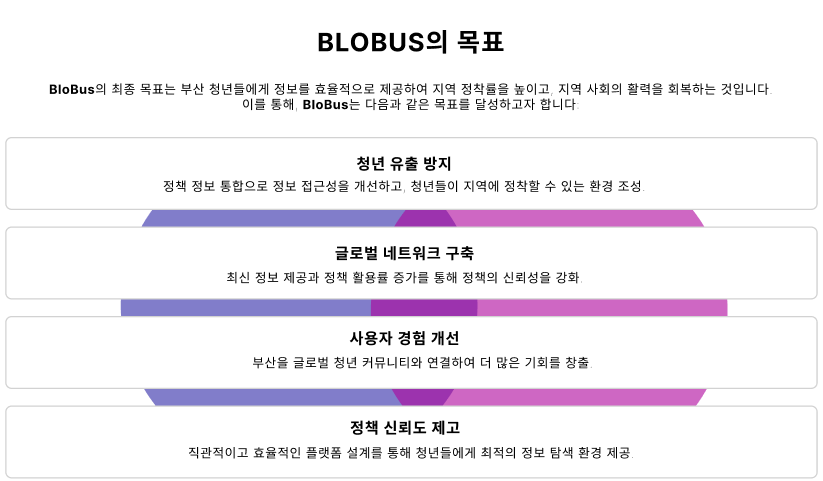 BLOBUS의 목표
BloBus의 최종 목표는 부산 청년들에게 정보를 효율적으로 제공하여 지역 정착률을 높이고, 지역 사회의 활력을 회복하는 것입니다.
이를 통해, BloBus는 다음과 같은 목표를 달성하고자 합니다:
청년 유출 방지
정책 정보 통합으로 정보 접근성을 개선하고, 청년들이 지역에 정착할 수 있는 환경 조성.
글로벌 네트워크 구축
최신 정보 제공과 정책 활용률 증가를 통해 정책의 신뢰성을 강화.
사용자 경험 개선
부산을 글로벌 청년 커뮤니티와 연결하여 더 많은 기회를 창출.
정책 신뢰도 제고
직관적이고 효율적인 플랫폼 설계를 통해 청년들에게 최적의 정보 탐색 환경 제공.